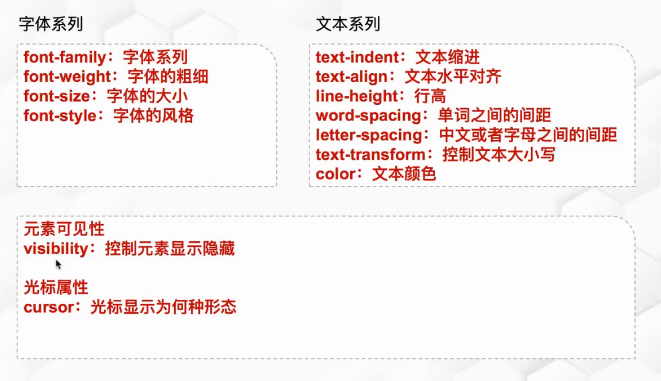 字体系列
font-family：字体系列
font-weight：字体的粗细
font-size：字体的大小
font-style：字体的风格
文本系列
text-indent：文本缩进
text-align：文本水平对齐
line-height：行高
word-spacing：单词之间的间距
letter-spacing：中文或者字母之间的间距
text-transform：控制文本大小写
color：文本颜色
元素可见性
visibility：控制元素显示隐藏
光标属性
cursor：光标显示为何种形态